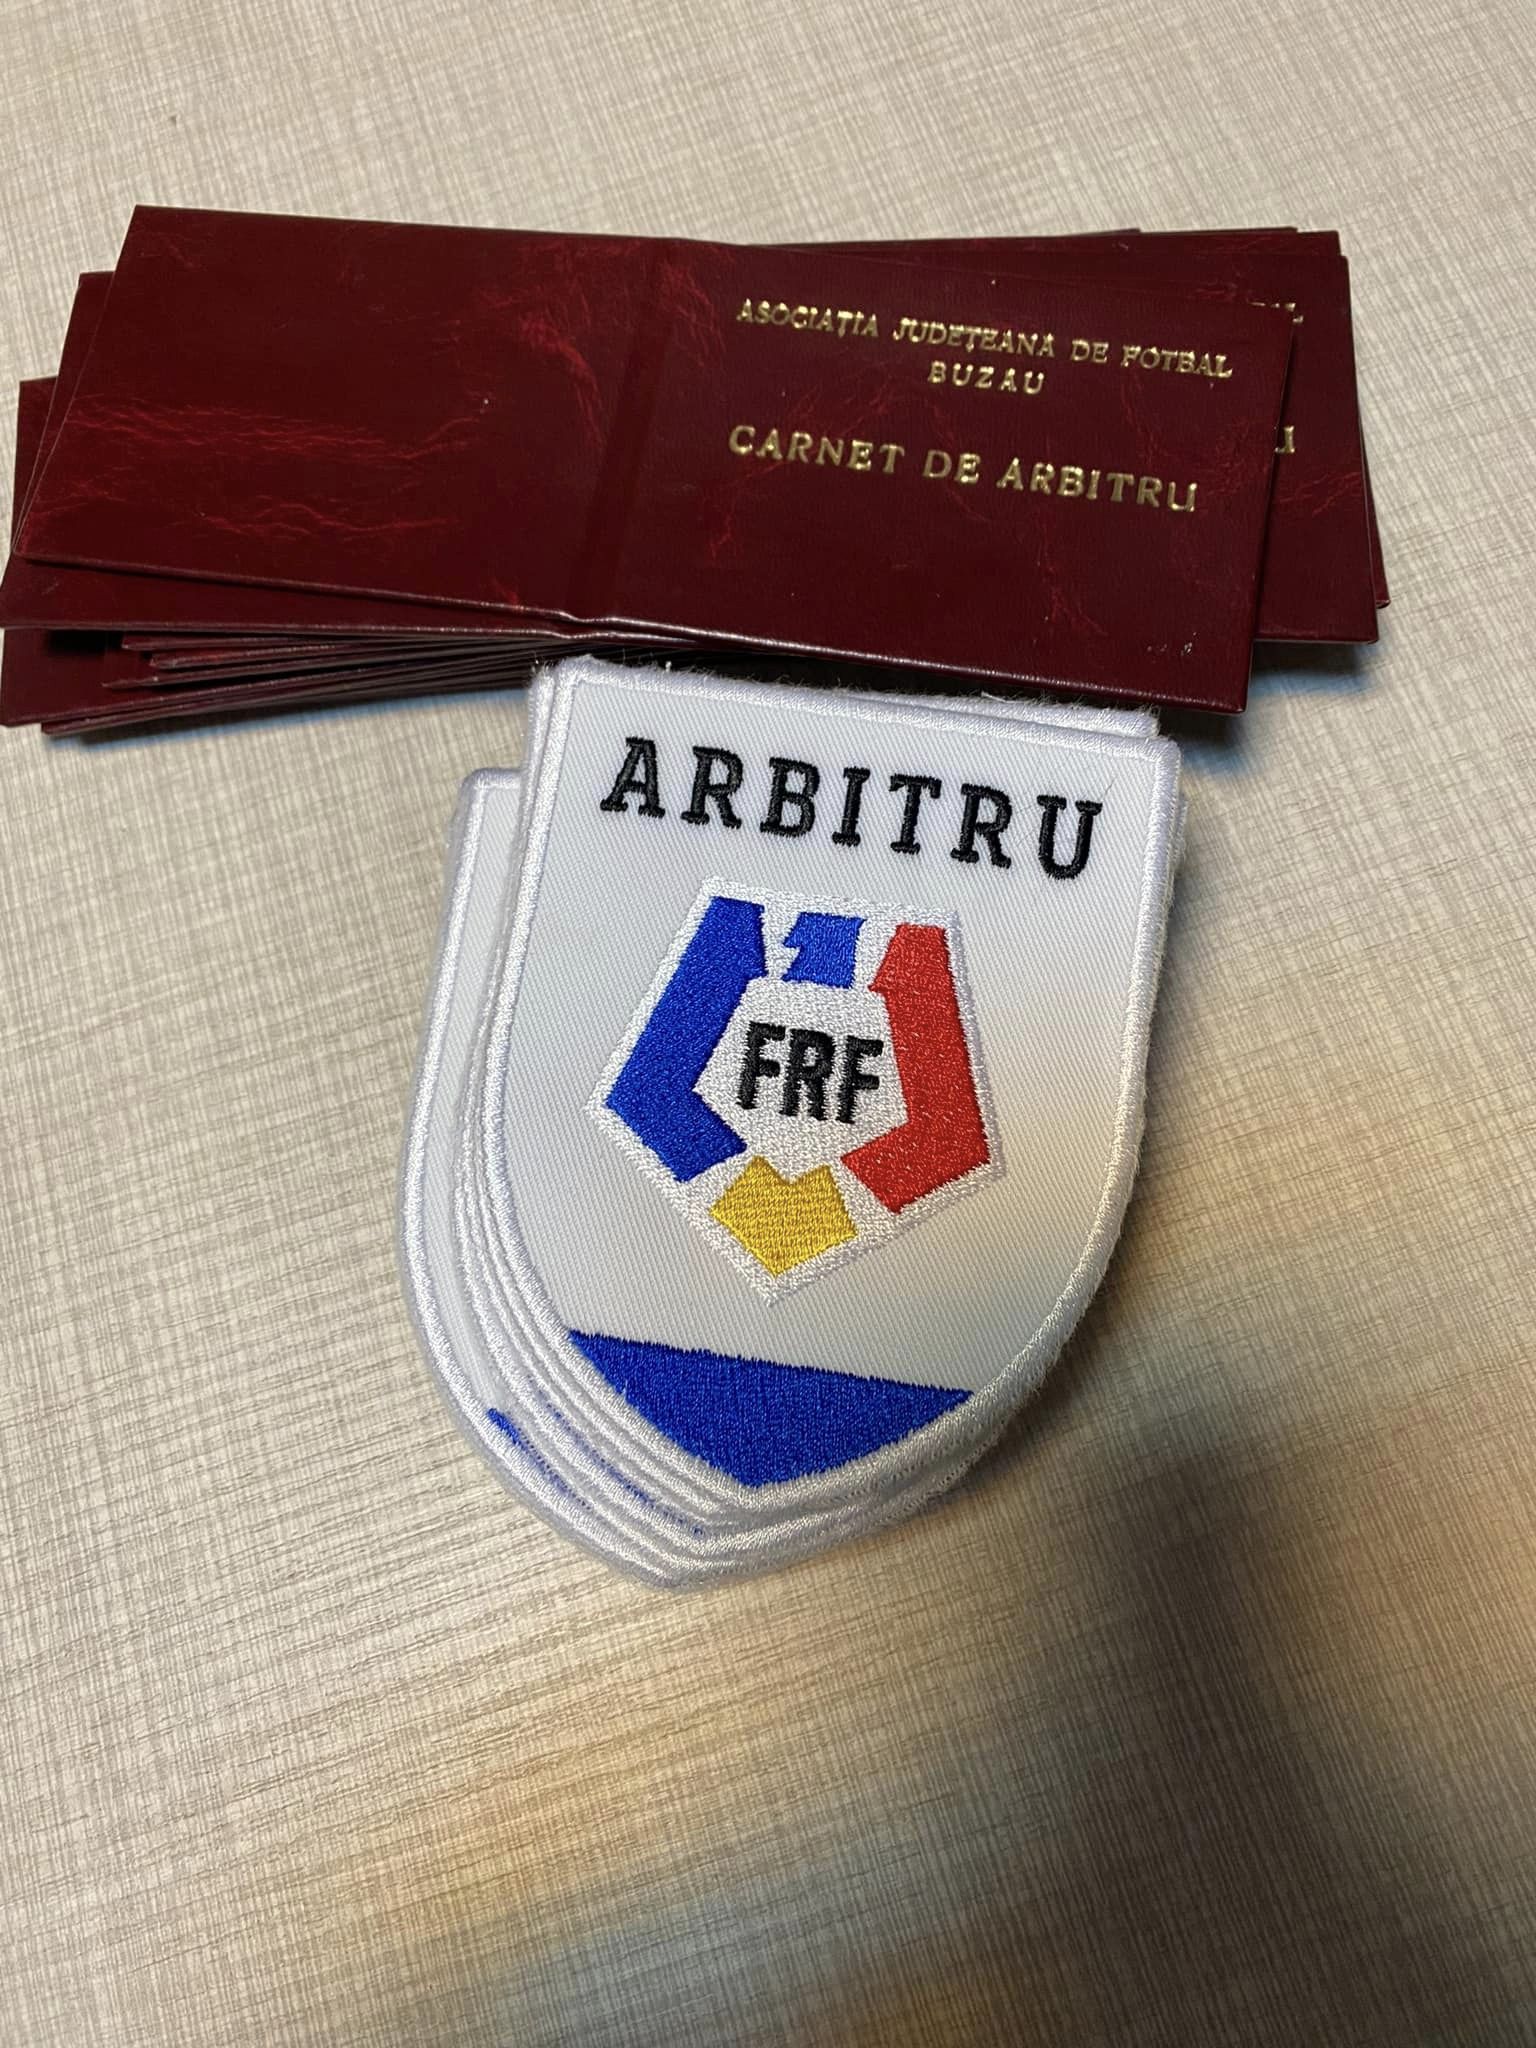 ASOCIAȚIA JUDEȚEANA DE FOTBAL
BUZAU
CARNET DE ARBITRU
ARBITRU
FRF